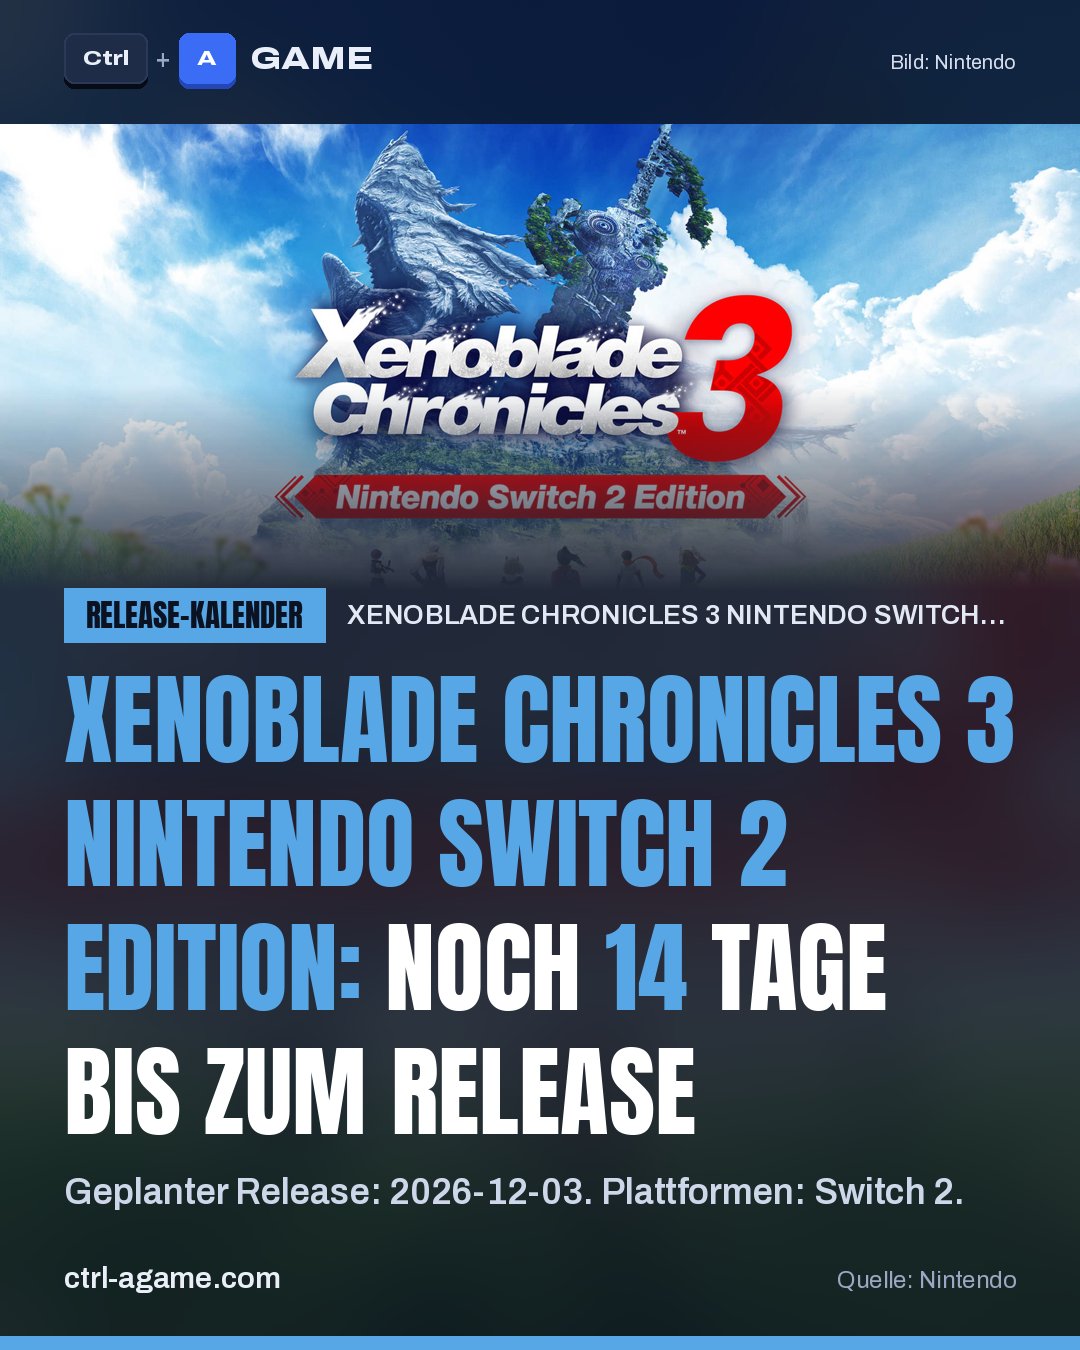 Ctrl + A GAME
Bild: Nintendo
Xenoblade
Chronicles 3
™
Nintendo Switch 2 Edition
RELEASE-KALENDER
XENOBLADE CHRONICLES 3 NINTENDO SWITCH...
XENOBLADE CHRONICLES 3
NINTENDO SWITCH 2
EDITION: NOCH 14 TAGE
BIS ZUM RELEASE
Geplanter Release: 2026-12-03. Plattformen: Switch 2.
ctrl-agame.com
Quelle: Nintendo